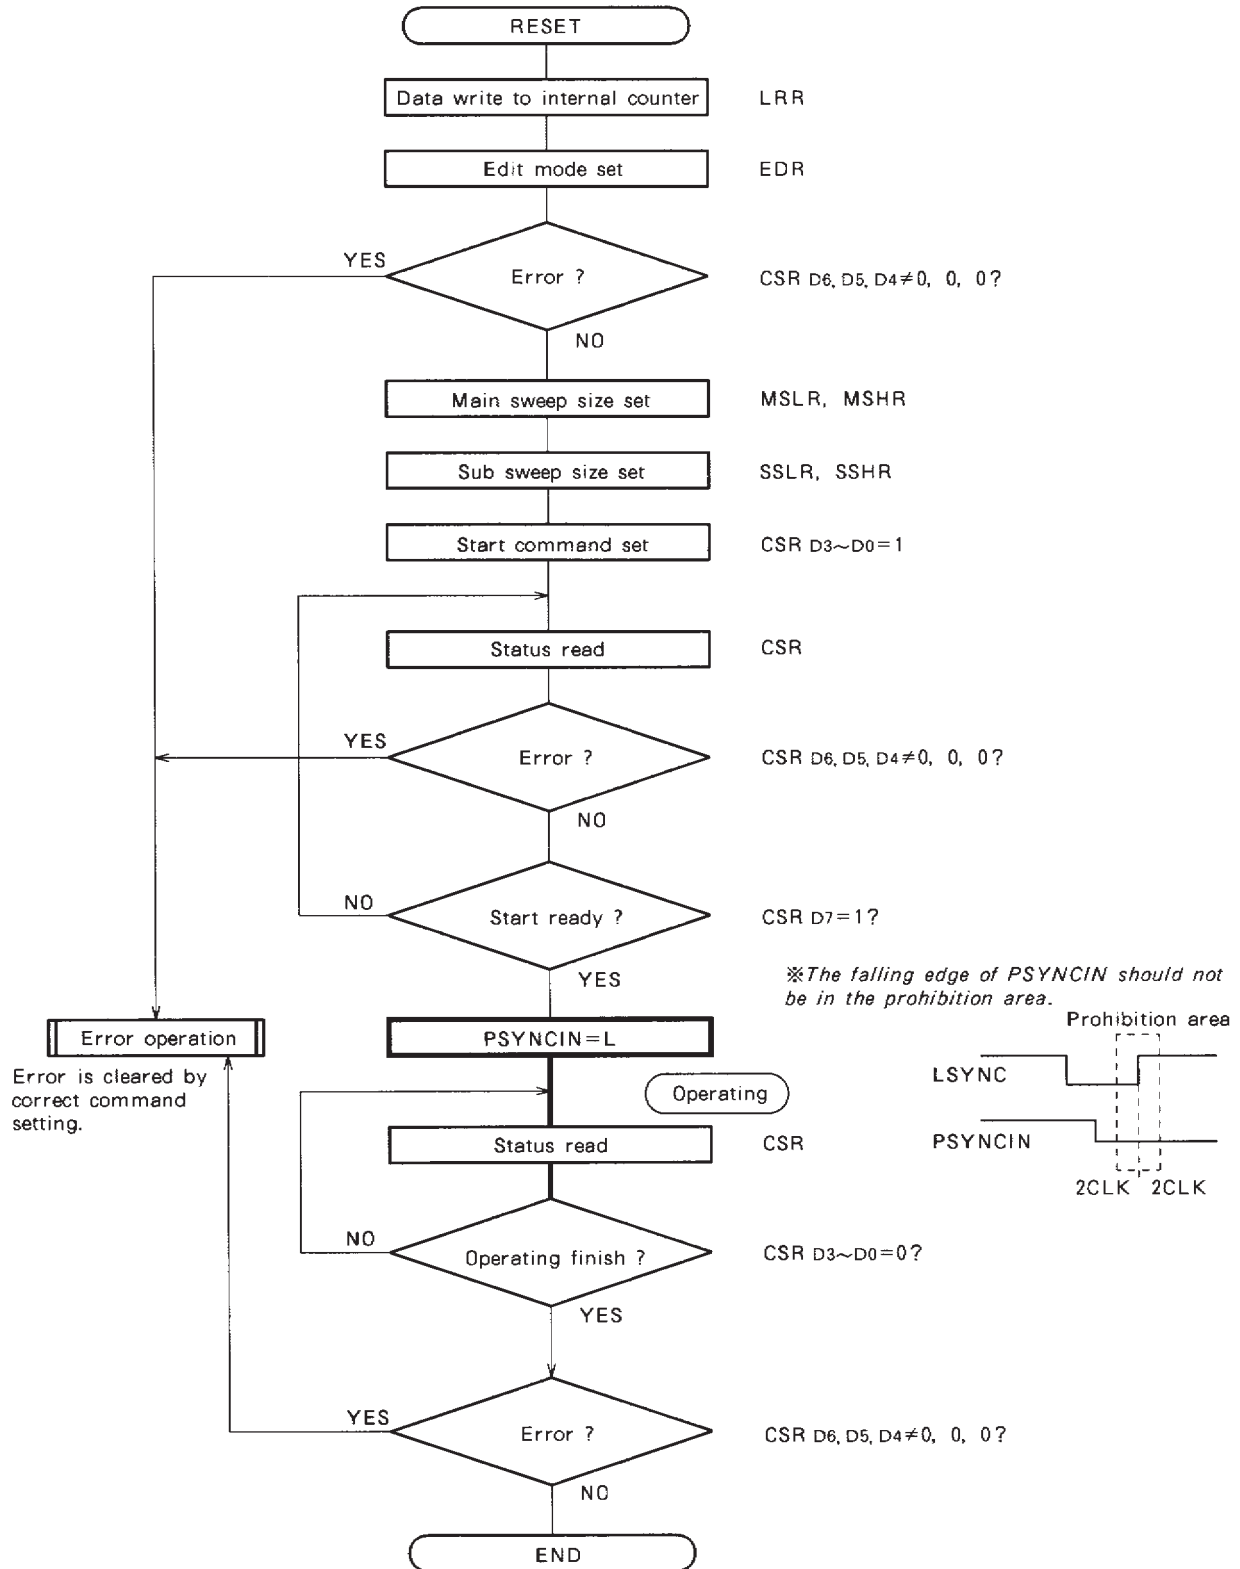 RESET
Data write to internal counter LRR
Edit mode set EDR
YES
Error ? CSR D6, D5, D4≠0, 0, 0?
NO
Main sweep size set MSLR, MSHR
Sub sweep size set SSLR, SSHR
Start command set CSR D3~D0=1
Status read CSR
YES
Error ? CSR D6, D5, D4≠0, 0, 0?
NO
NO
Start ready ? CSR D7=1?
YES
※The falling edge of PSYNCIN should not
be in the prohibition area.
Prohibition area
Error operation
PSYNCIN=L
Error is cleared by
correct command
setting.
LSYNC
Operating
Status read CSR
PSYNCIN
2CLK 2CLK
NO
Operating finish ? CSR D3~D0=0?
YES
YES
Error ? CSR D6, D5, D4≠0, 0, 0?
NO
END